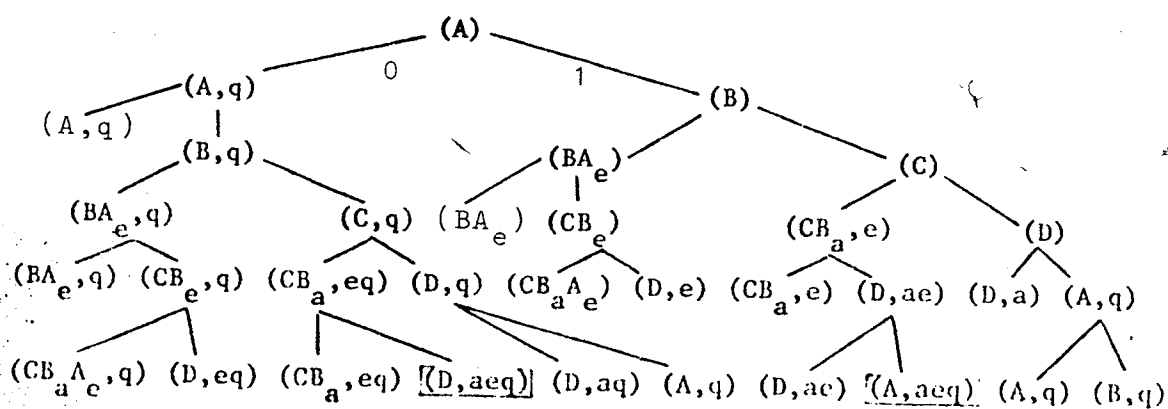 (A)
0 1
(A,q) (B)
(A,q) (B,q) (BA_e) (C)
(BA_e,q) (C,q) (BA_e) (CB_e) (CB_a,e) (D)
(BA_e,q) (CB_e,q) (CB_a,eq) (D,q) (CB_aA_e) (D,e) (CB_a,e) (D,ae) (D,a) (A,q)
(CB_aA_e,q) (D,eq) (CB_a,eq) (D,aeq) (D,aq) (A,q) (D,ae) (A,aeq) (A,q) (B,q)